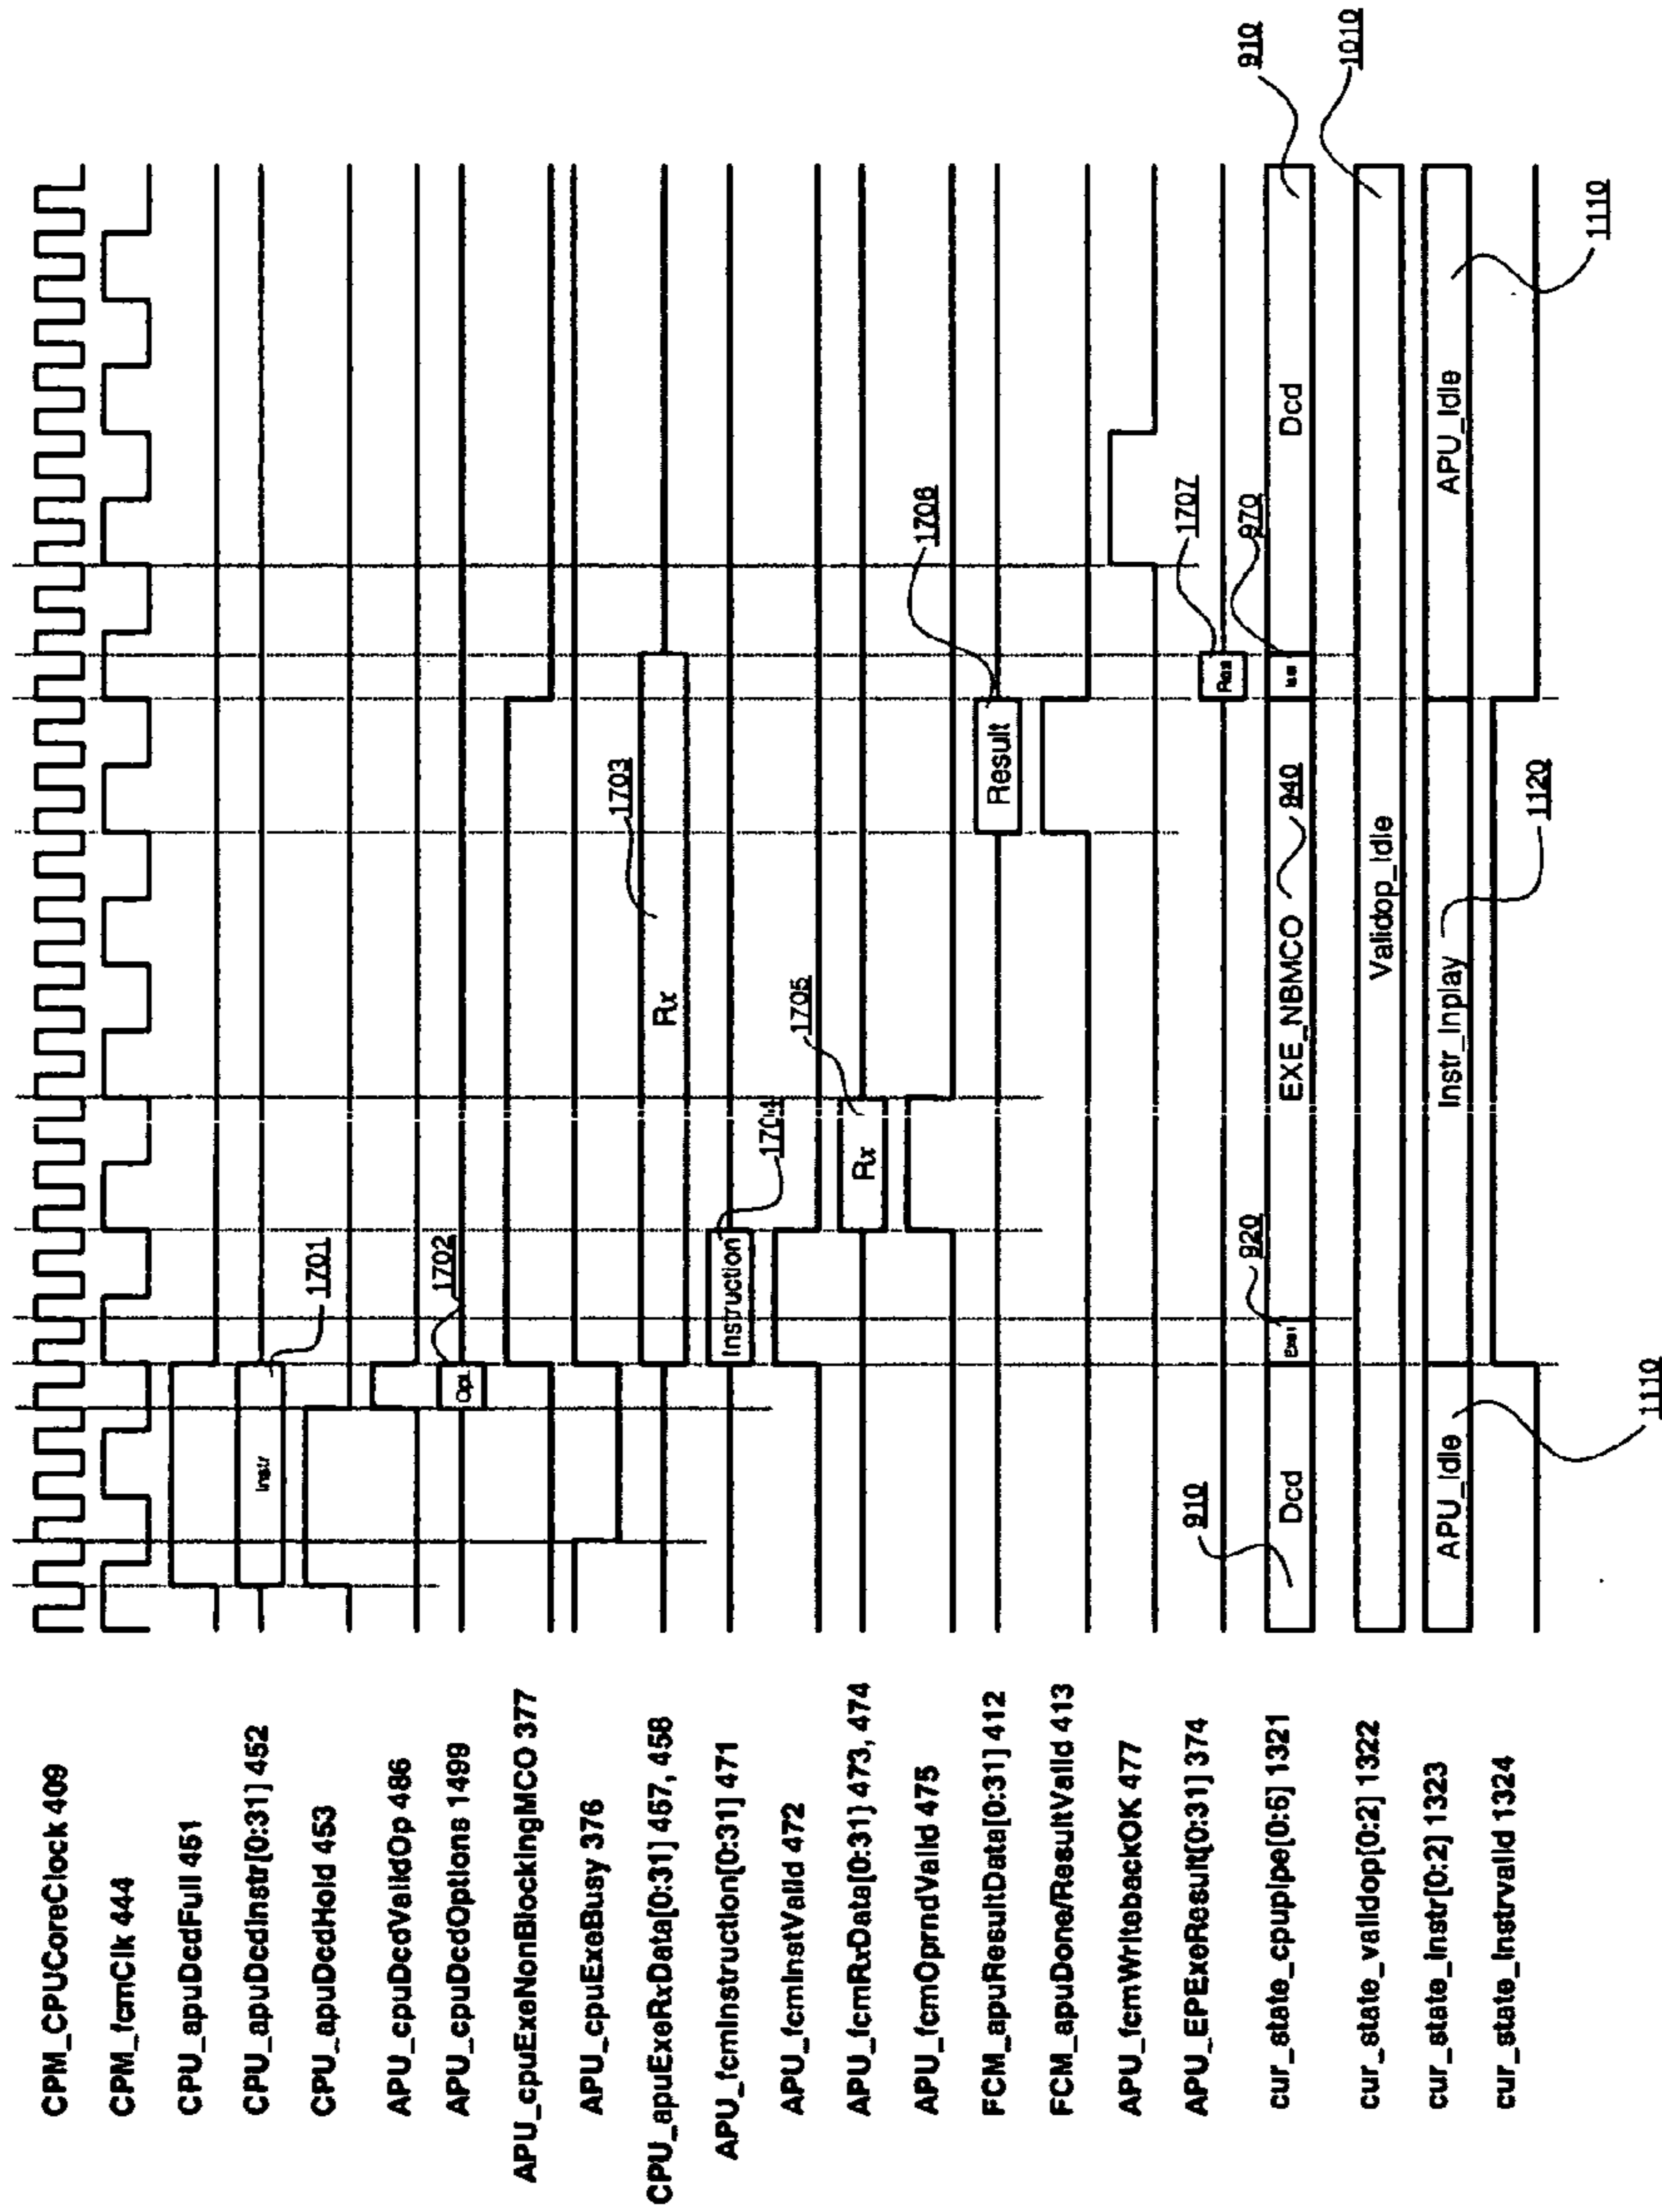 CPM_CPUCoreClock 409
CPM_fcmClk 444
CPU_apuDcdFull 451
CPU_apuDcdInstr[0:31] 452
Instr
1701
CPU_apuDcdHold 453
APU_cpuDcdValidOp 486
APU_cpuDcdOptions 1499
Opt.
1702
APU_cpuExeNonBlockingMCO 377
APU_cpuExeBusy 376
CPU_apuExeRxData[0:31] 457, 458
Rx
1703
APU_fcmInstruction[0:31] 471
Instruction
1704
APU_fcmInstValid 472
APU_fcmRxData[0:31] 473, 474
Rx
1705
APU_fcmOprndValid 475
FCM_apuResultData[0:31] 412
Result
1706
FCM_apuDone/ResultValid 413
APU_fcmWritebackOK 477
APU_EPExeResult[0:31] 374
Res
1707
cur_state_cpupipe[0:6] 1321
Dcd
910
Exe1
920
EXE_NBMCO
940
970
Dcd
910
cur_state_validop[0:2] 1322
Validop_Idle
1010
cur_state_instr[0:2] 1323
APU_Idle
1110
Instr_Inplay
1120
APU_Idle
1110
cur_state_instrvalid 1324